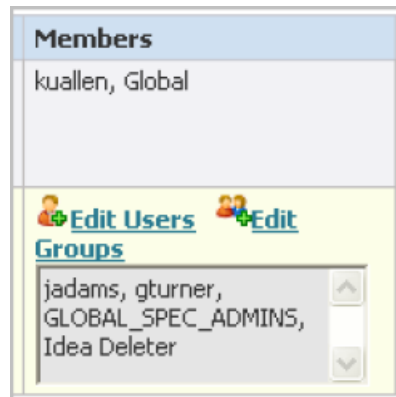 Members
kuallen, Global
Edit Users Edit
Groups
jadams, gturner,
GLOBAL_SPEC_ADMINS,
Idea Deleter